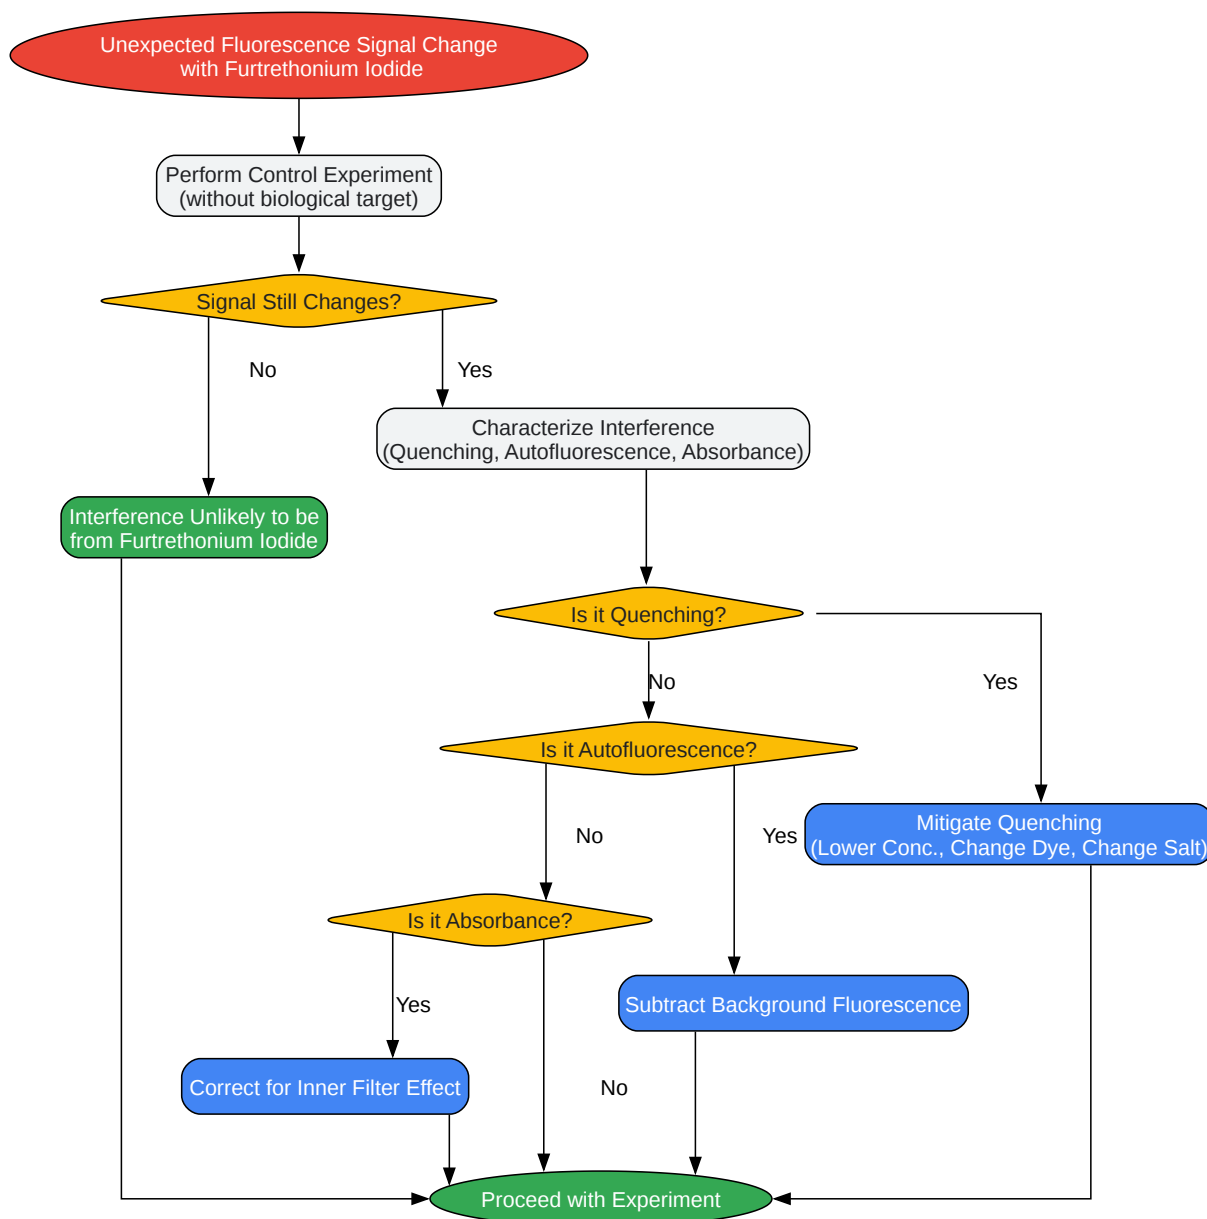 Unexpected Fluorescence Signal Change
with Furtrethonium Iodide
Perform Control Experiment
(without biological target)
Signal Still Changes?
No
Yes
Characterize Interference
(Quenching, Autofluorescence, Absorbance)
Interference Unlikely to be
from Furtrethonium Iodide
Is it Quenching?
No
Yes
Is it Autofluorescence?
No
Yes
Mitigate Quenching
(Lower Conc., Change Dye, Change Salt)
Is it Absorbance?
Yes
Subtract Background Fluorescence
Correct for Inner Filter Effect
No
Proceed with Experiment